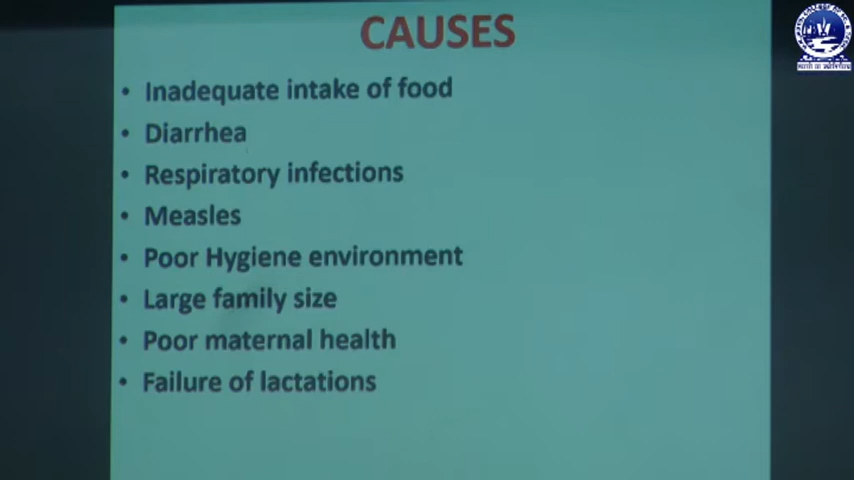 CAUSES
• Inadequate intake of food
• Diarrhea
• Respiratory infections
• Measles
• Poor Hygiene environment
• Large family size
• Poor maternal health
• Failure of lactations